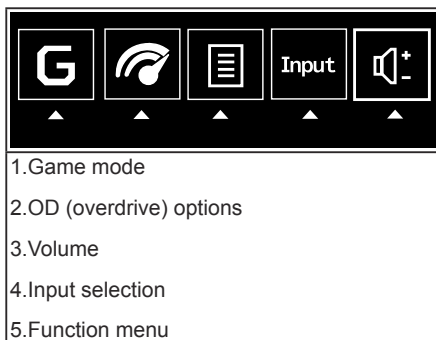 G
Input
1.Game mode
2.OD (overdrive) options
3.Volume
4.Input selection
5.Function menu